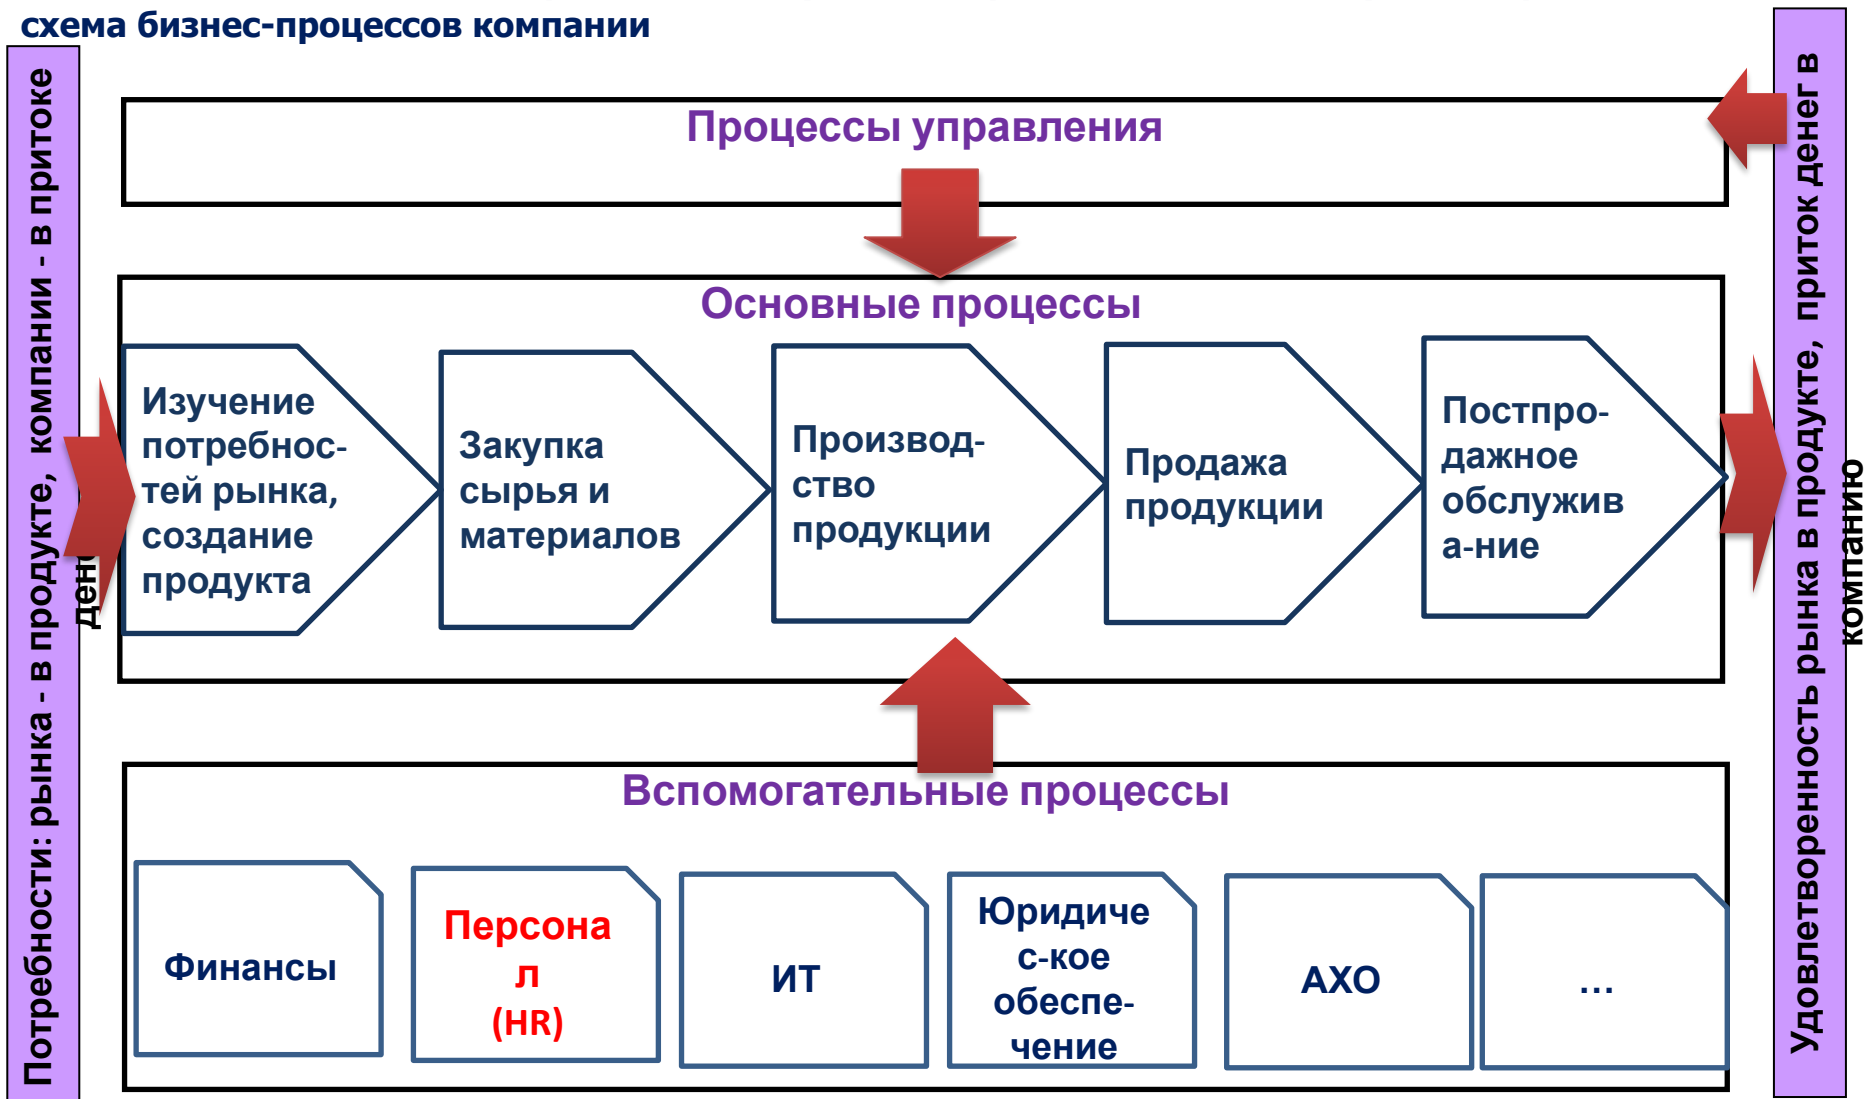 схема бизнес-процессов компании
Потребности: рынка - в продукте, компании - в притоке
Процессы управления
Основные процессы
Изучение
потребнос-
тей рынка,
создание
продукта
Закупка
сырья и
материалов
Производ-
ство
продукции
Продажа
продукции
Постпро-
дажное
обслужив
а-ние
Вспомогательные процессы
Финансы
Персона
л
(HR)
ИТ
Юридиче
с-кое
обеспе-
чение
АХО
...
Удовлетворенность рынка в продукте, приток денег в
компанию